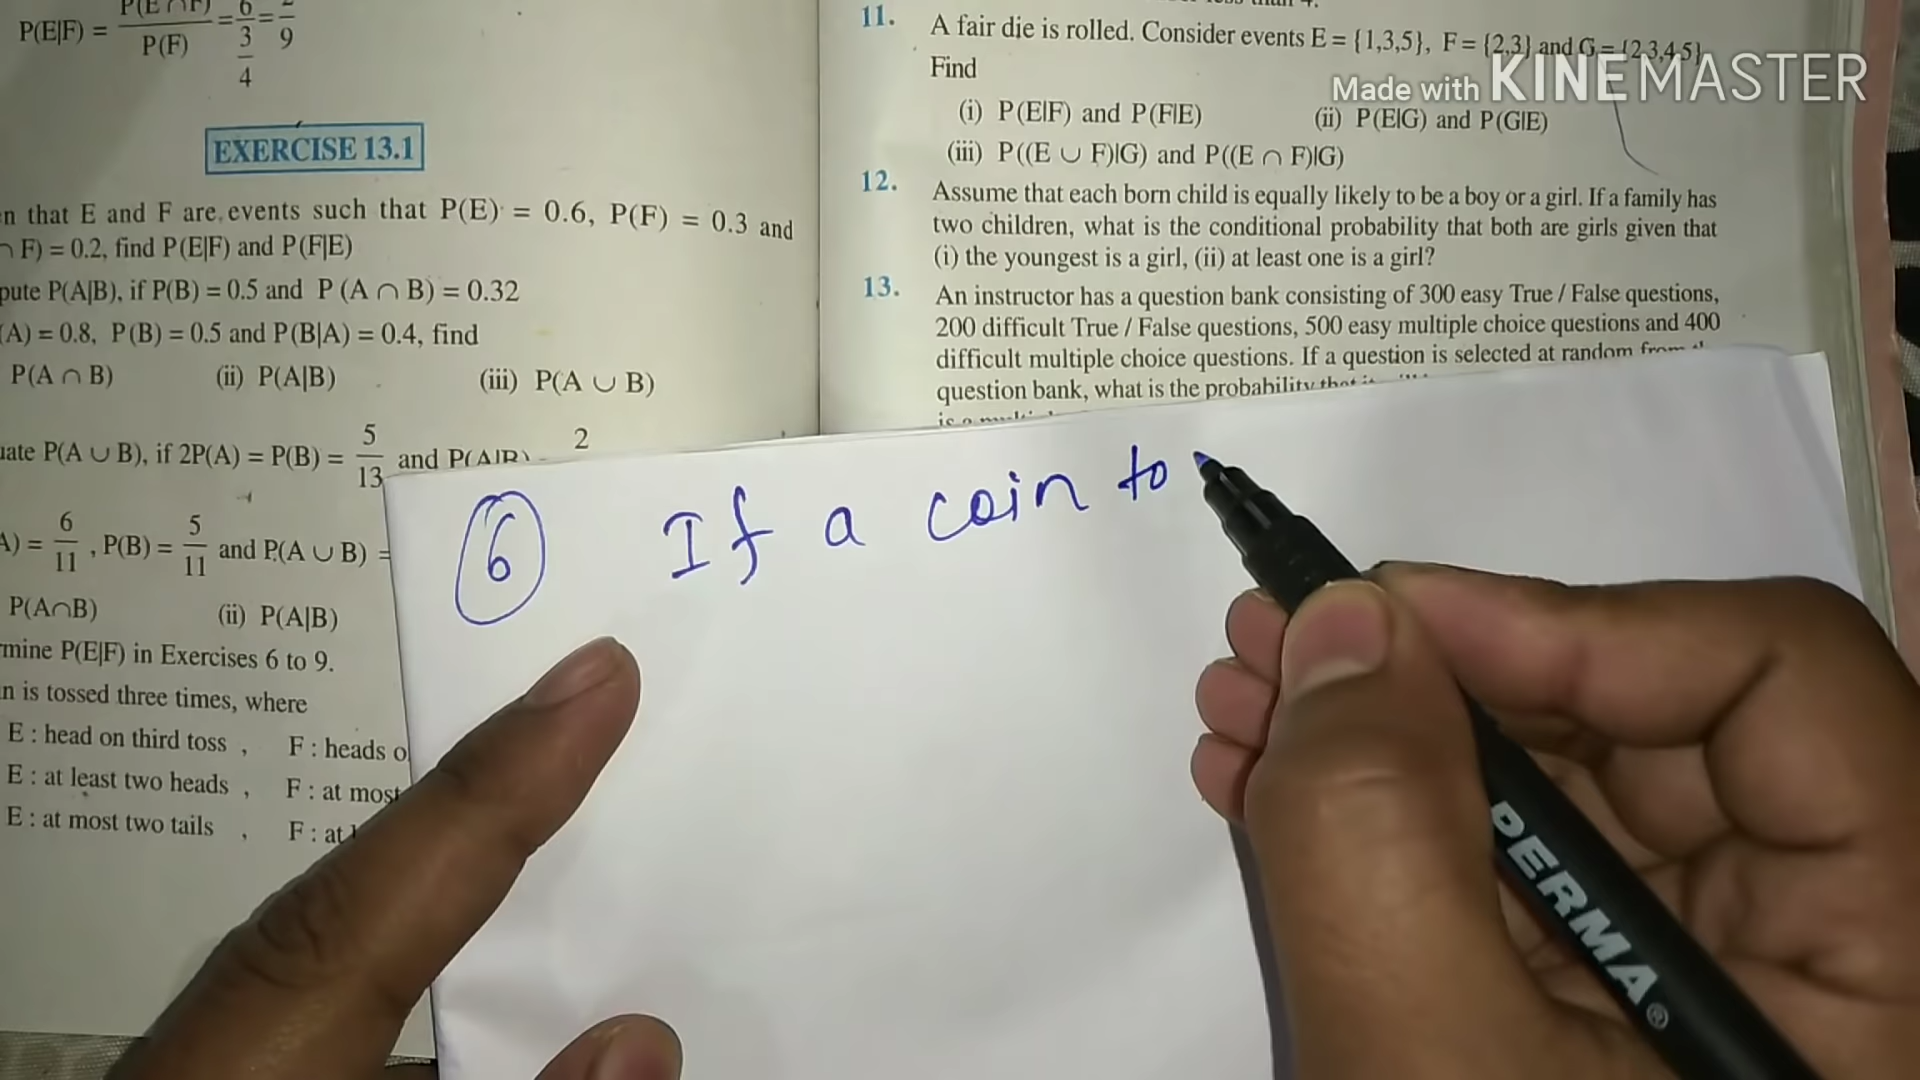 P(E|F) = P(E ∩ F) / P(F) = 6 / 3/4 = / 9
EXERCISE 13.1
n that E and F are events such that P(E) = 0.6, P(F) = 0.3 and
∩ F) = 0.2, find P(E|F) and P(F|E)
pute P(A|B), if P(B) = 0.5 and P (A ∩ B) = 0.32
(A) = 0.8, P(B) = 0.5 and P(B|A) = 0.4, find
P(A ∩ B) (ii) P(A|B) (iii) P(A ∪ B)
uate P(A ∪ B), if 2P(A) = P(B) = 5/13 and P(A|B) = 2
A) = 6/11 , P(B) = 5/11 and P(A ∪ B) =
P(A∩B) (ii) P(A|B)
rmine P(E|F) in Exercises 6 to 9.
n is tossed three times, where
E : head on third toss , F : heads o
E : at least two heads , F : at most
E : at most two tails , F : at
11. A fair die is rolled. Consider events E = {1,3,5}, F = {2,3} and G = {2,3,4,5}
Find
Made with KINEMASTER
(i) P(E|F) and P(F|E) (ii) P(E|G) and P(G|E)
(iii) P((E ∪ F)|G) and P((E ∩ F)|G)
12. Assume that each born child is equally likely to be a boy or a girl. If a family has
two children, what is the conditional probability that both are girls given that
(i) the youngest is a girl, (ii) at least one is a girl?
13. An instructor has a question bank consisting of 300 easy True / False questions,
200 difficult True / False questions, 500 easy multiple choice questions and 400
difficult multiple choice questions. If a question is selected at random from
question bank, what is the probability that
6 If a coin to
PERMA®